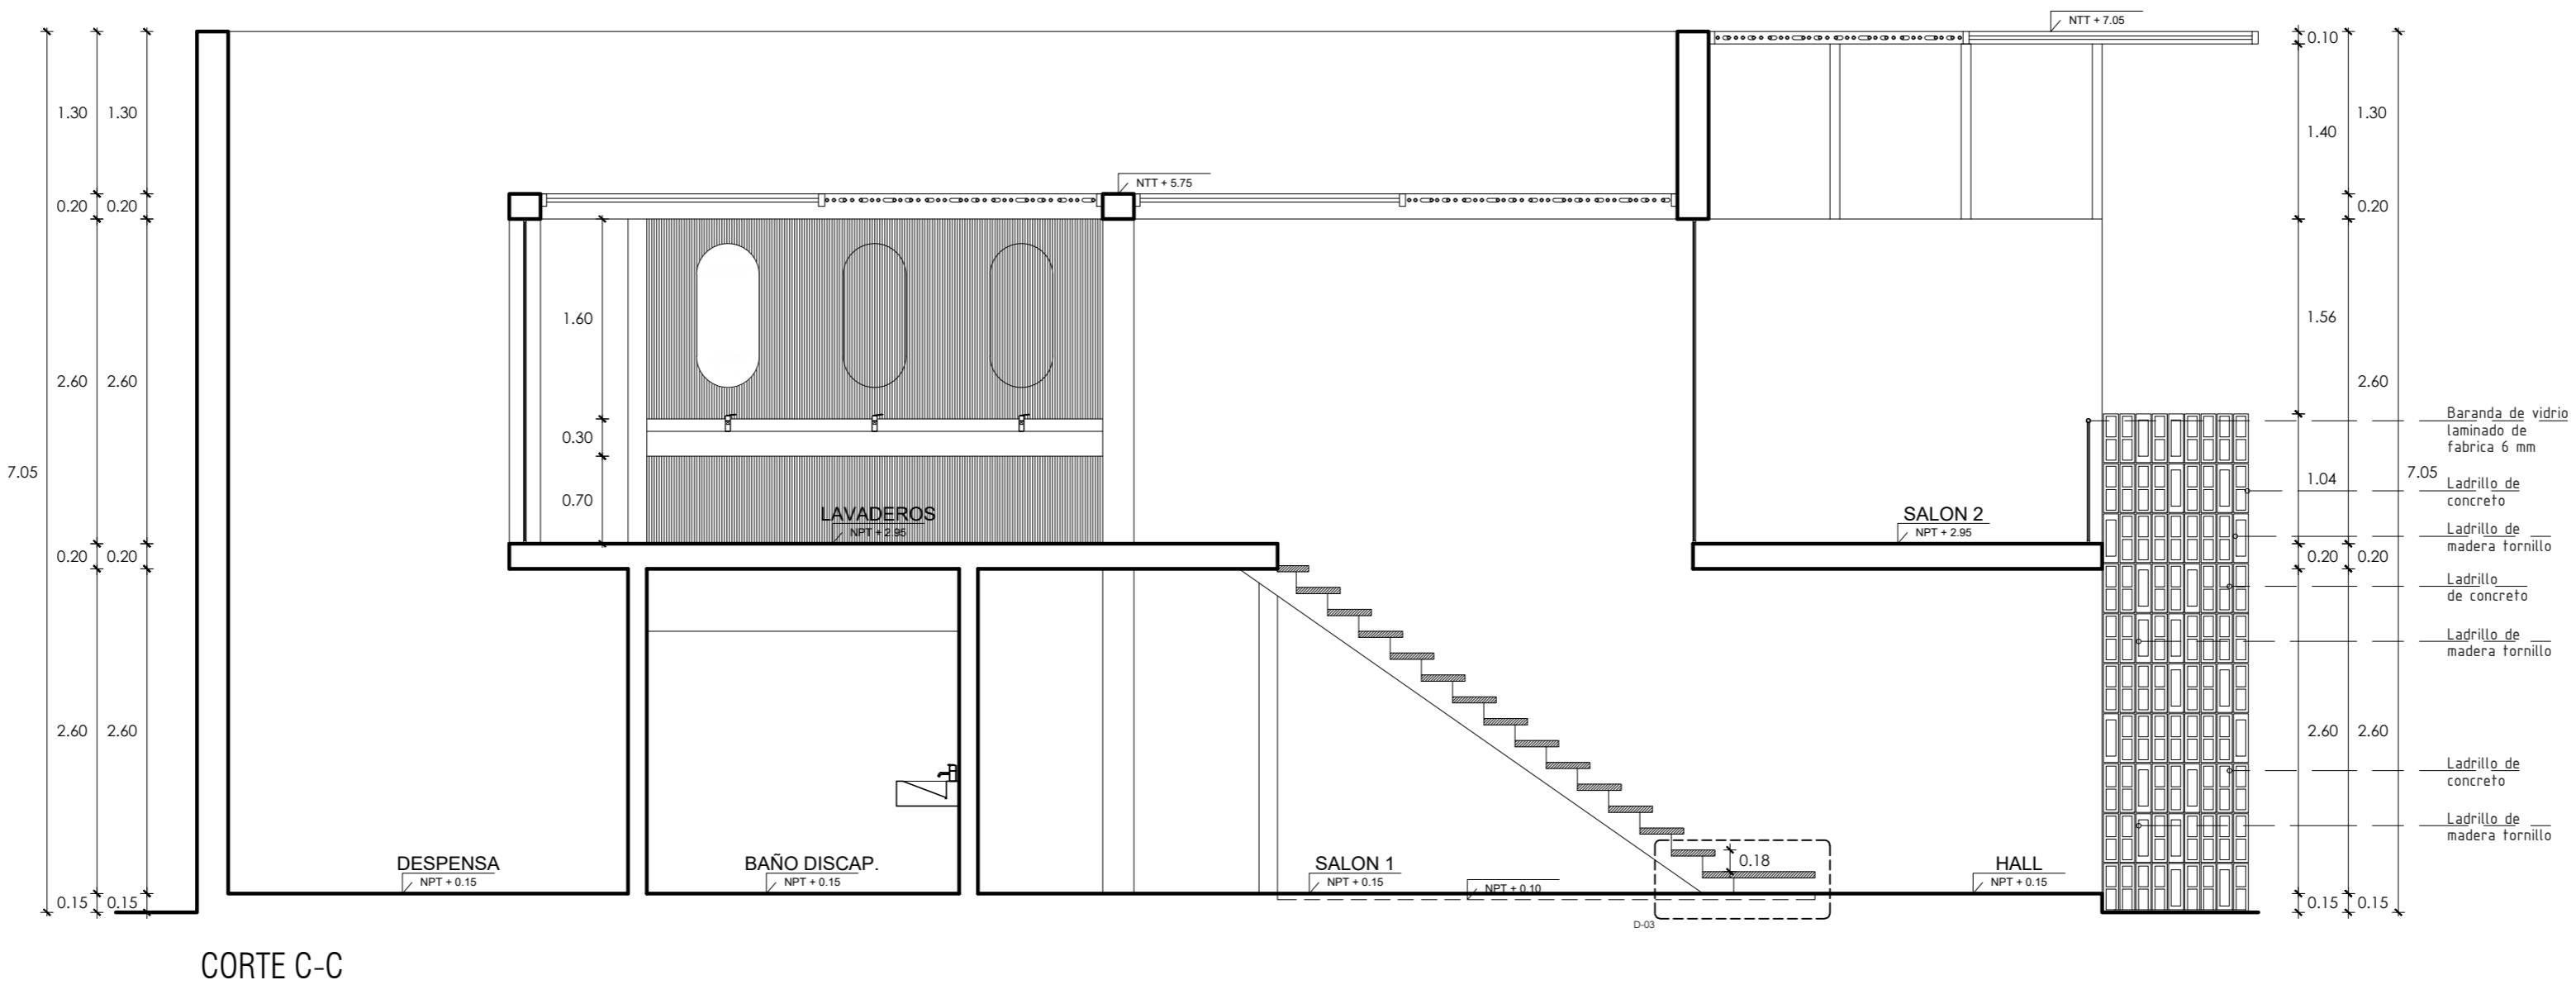 NTT + 7.05
0.10
1.30
1.30
1.30
1.40
NTT + 5.75
0.20
0.20
0.20
1.60
1.56
2.60
2.60
2.60
0.30
Baranda de vidrio
laminado de
fabrica 6 mm
7.05
1.04
7.05
Ladrillo de
concreto
0.70
LAVADEROS
NPT + 2.95
SALON 2
NPT + 2.95
Ladrillo de
madera tornillo
0.20
0.20
0.20
0.20
Ladrillo
de concreto
Ladrillo de
madera tornillo
2.60
2.60
2.60
2.60
Ladrillo de
concreto
Ladrillo de
madera tornillo
DESPENSA
NPT + 0.15
BAÑO DISCAP.
NPT + 0.15
SALON 1
NPT + 0.15
NPT + 0.10
0.18
HALL
NPT + 0.15
0.15
0.15
0.15
0.15
D-03
CORTE C-C